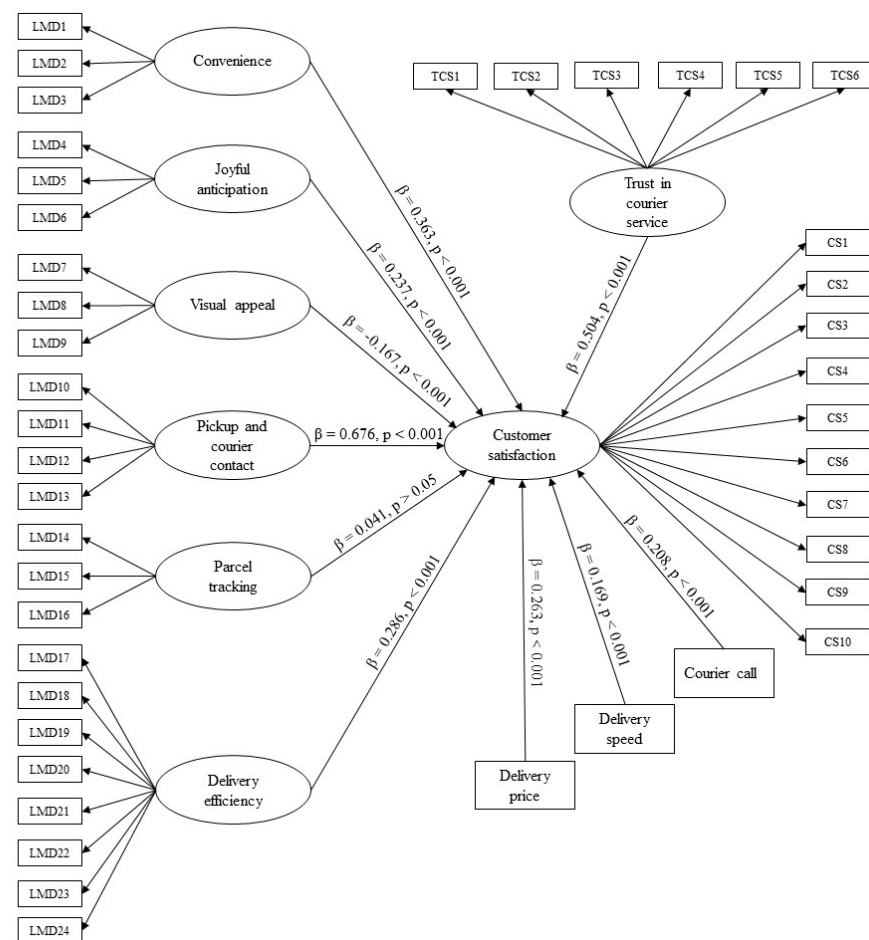 LMD1
LMD2
LMD3
Convenience
LMD4
LMD5
LMD6
Joyful
anticipation
LMD7
LMD8
LMD9
Visual appeal
LMD10
LMD11
LMD12
LMD13
Pickup and
courier
contact
LMD14
LMD15
LMD16
Parcel
tracking
LMD17
LMD18
LMD19
LMD20
LMD21
LMD22
LMD23
LMD24
Delivery
efficiency
β = 0.363, p < 0.001
β = 0.237, p < 0.001
β = -0.167, p < 0.001
β = 0.676, p < 0.001
β = 0.041, p > 0.05
β = 0.286, p < 0.001
TCS1
TCS2
TCS3
TCS4
TCS5
TCS6
Trust in
courier
service
β = 0.504, p < 0.001
Customer
satisfaction
CS1
CS2
CS3
CS4
CS5
CS6
CS7
CS8
CS9
CS10
β = 0.263, p < 0.001
β = 0.169, p < 0.001
β = 0.208, p < 0.001
Courier call
Delivery
speed
Delivery
price